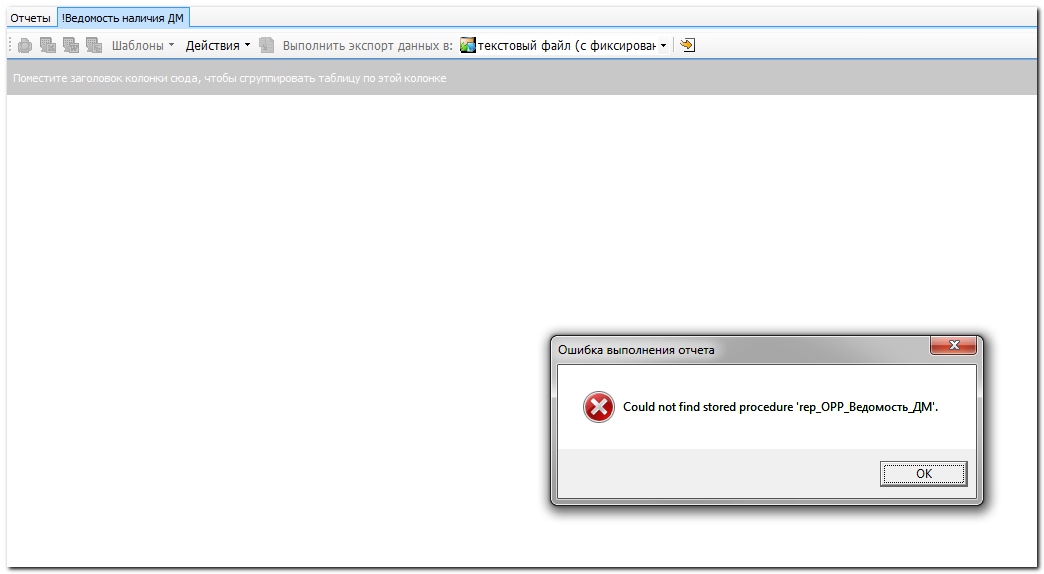 Отчеты !Ведомость наличия ДМ
Шаблоны Действия Выполнить экспорт данных в: текстовый файл (с фиксирован
Поместите заголовок колонки сюда, чтобы сгруппировать таблицу по этой колонке
Ошибка выполнения отчета
Could not find stored procedure 'rep_OPP_Ведомость_ДМ'.
OK